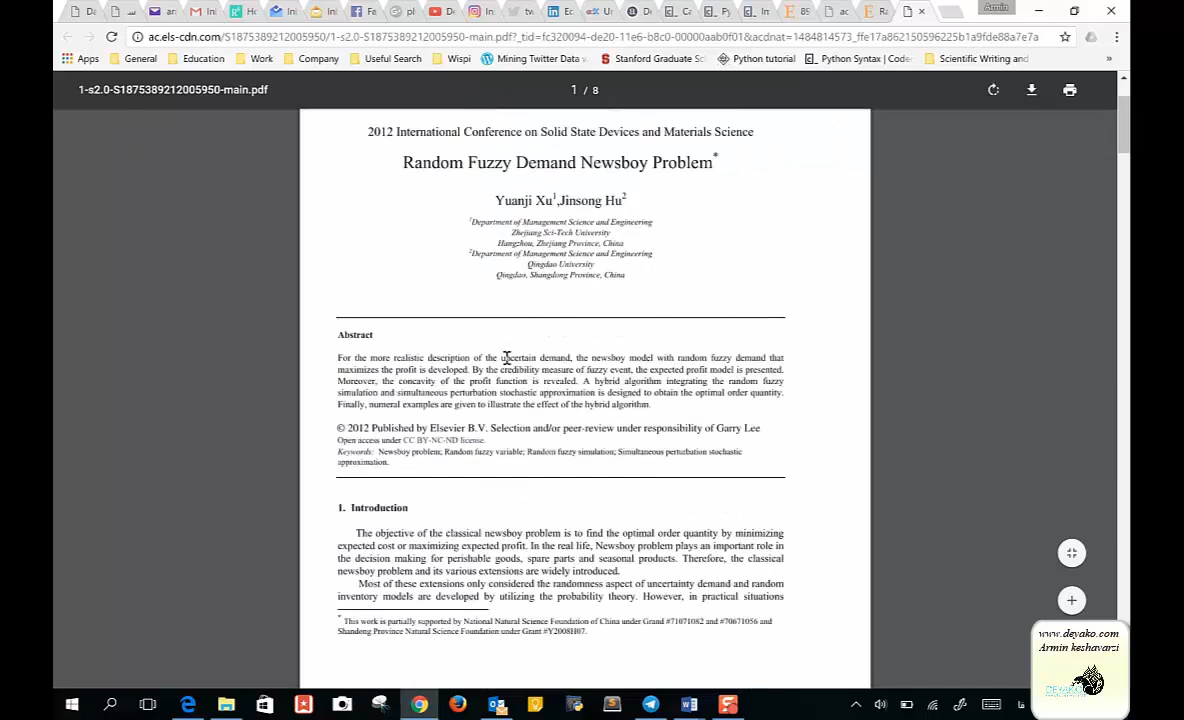 Armin
ac.els-cdn.com/S1875389212005950/1-s2.0-S1875389212005950-main.pdf?_tid=fc320094-de20-11e6-b8c0-00000aab0f01&acdnat=1484814573_ffe17a862150596225b1a9fde88a7e7a
Apps General Education Work Company Useful Search Wispi Mining Twitter Data Stanford Graduate Python tutorial Python Syntax Scientific Writing and »
1-s2.0-S1875389212005950-main.pdf 1 / 8
2012 International Conference on Solid State Devices and Materials Science
Random Fuzzy Demand Newsboy Problem*
Yuanji Xu1,Jinsong Hu2
1Department of Management Science and Engineering
Zhejiang Sci-Tech University
Hangzhou, Zhejiang Province, China
2Department of Management Science and Engineering
Qingdao University
Qingdao, Shangdong Province, China
Abstract
For the more realistic description of the uncertain demand, the newsboy model with random fuzzy demand that
maximizes the profit is developed. By the credibility measure of fuzzy event, the expected profit model is presented.
Moreover, the concavity of the profit function is revealed. A hybrid algorithm integrating the random fuzzy
simulation and simultaneous perturbation stochastic approximation is designed to obtain the optimal order quantity.
Finally, numeral examples are given to illustrate the effect of the hybrid algorithm.
© 2012 Published by Elsevier B.V. Selection and/or peer-review under responsibility of Garry Lee
Open access under CC BY-NC-ND license.
Keywords: Newsboy problem; Random fuzzy variable; Random fuzzy simulation; Simultaneous perturbation stochastic
approximation.
1. Introduction
The objective of the classical newsboy problem is to find the optimal order quantity by minimizing
expected cost or maximizing expected profit. In the real life, Newsboy problem plays an important role in
the decision making for perishable goods, spare parts and seasonal products. Therefore, the classical
newsboy problem and its various extensions are widely introduced.
Most of these extensions only considered the randomness aspect of uncertainty demand and random
inventory models are developed by utilizing the probability theory. However, in practical situations
* This work is partially supported by National Natural Science Foundation of China under Grand #71071082 and #70671056 and
Shandong Province Natural Science Foundation under Grant #Y2008H07.
www.deyako.com
Armin keshavarzi
DEYAKO